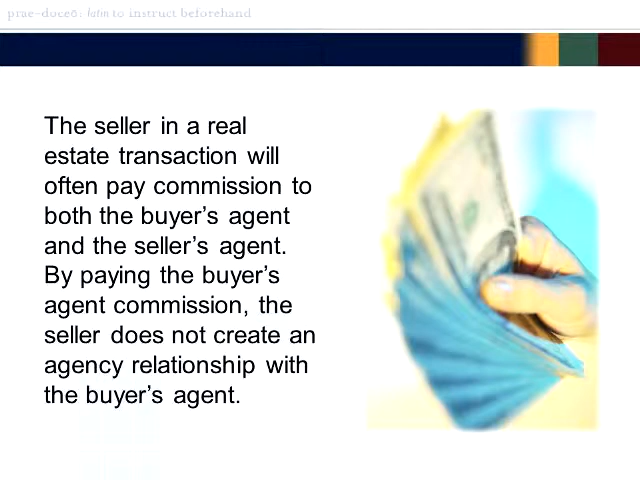 prae-doceō: latin to instruct beforehand
The seller in a real
estate transaction will
often pay commission to
both the buyer’s agent
and the seller’s agent.
By paying the buyer’s
agent commission, the
seller does not create an
agency relationship with
the buyer’s agent.